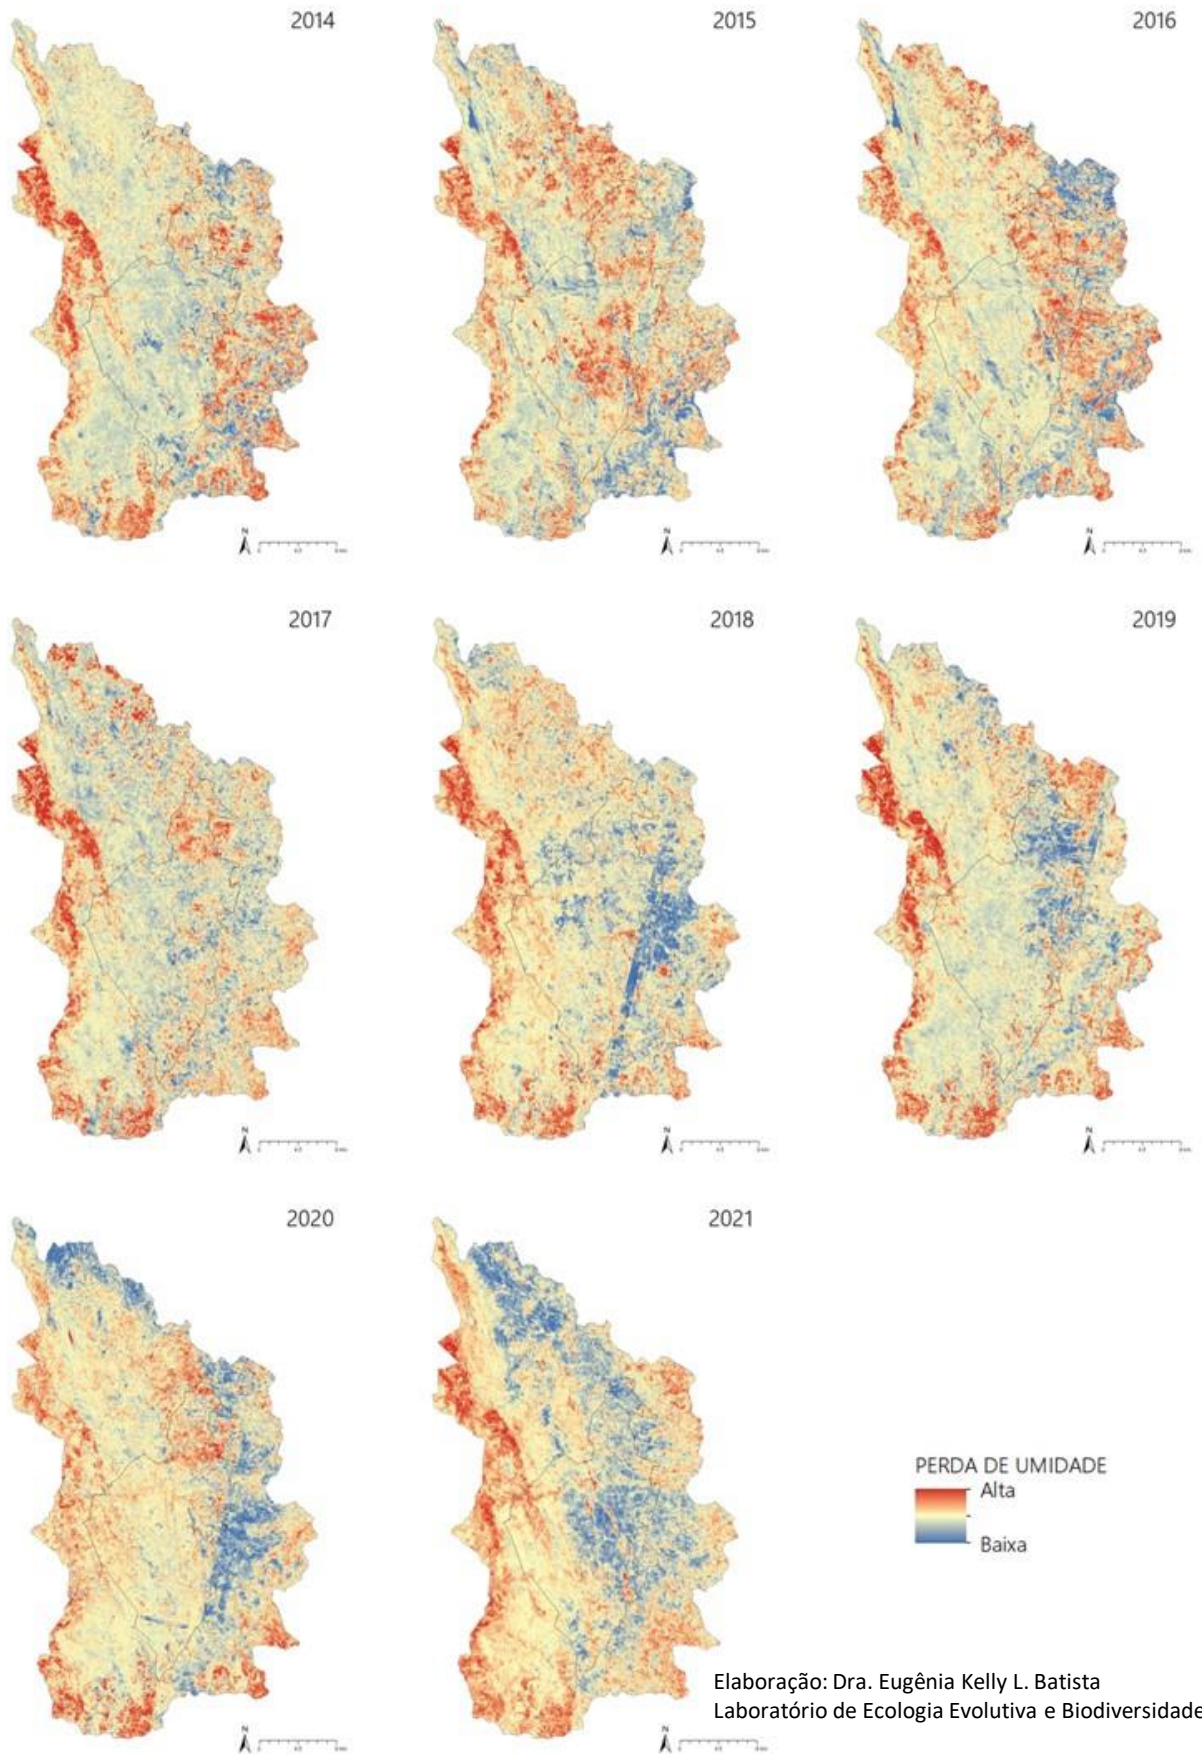 2014
2015
2016
N
N
N
2017
2018
2019
N
N
N
2020
2021
PERDA DE UMIDADE
Alta
Baixa
Elaboração: Dra. Eugênia Kelly L. Batista
Laboratório de Ecologia Evolutiva e Biodiversidade
N
N